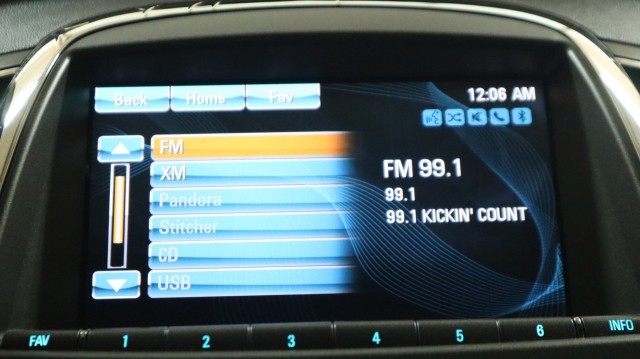 Back Home Fav 12:06 AM
FM
XM
Pandora
Stitcher
CD
USB
FM 99.1
99.1
99.1 KICKIN' COUNT
FAV 1 2 3 4 5 6 INFO